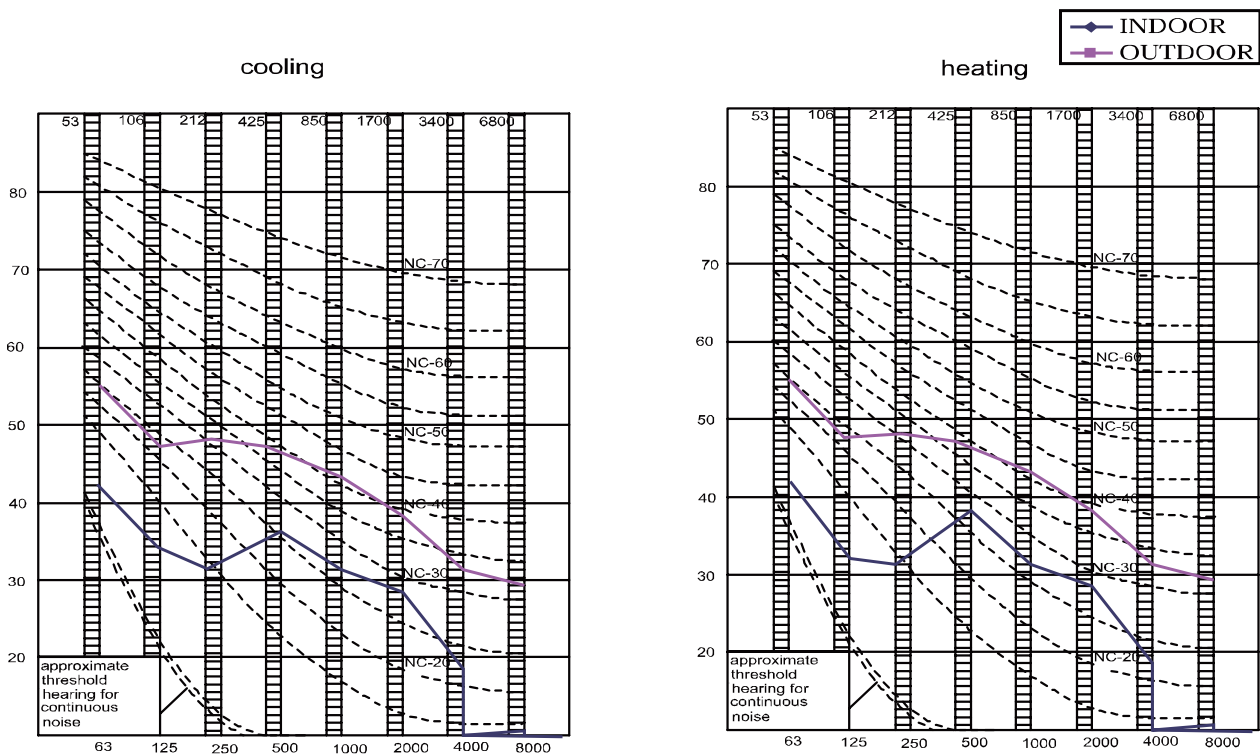 INDOOR
OUTDOOR
cooling
heating
53 106 212 425 850 1700 3400 6800
80
70
60
50
40
30
20
NC-70
NC-60
NC-50
NC-40
NC-30
NC-20
approximate
threshold
hearing for
continuous
noise
63 125 250 500 1000 2000 4000 8000
53 106 212 425 850 1700 3400 6800
80
70
60
50
40
30
20
NC-70
NC-60
NC-50
NC-40
NC-30
NC-20
approximate
threshold
hearing for
continuous
noise
63 125 250 500 1000 2000 4000 8000